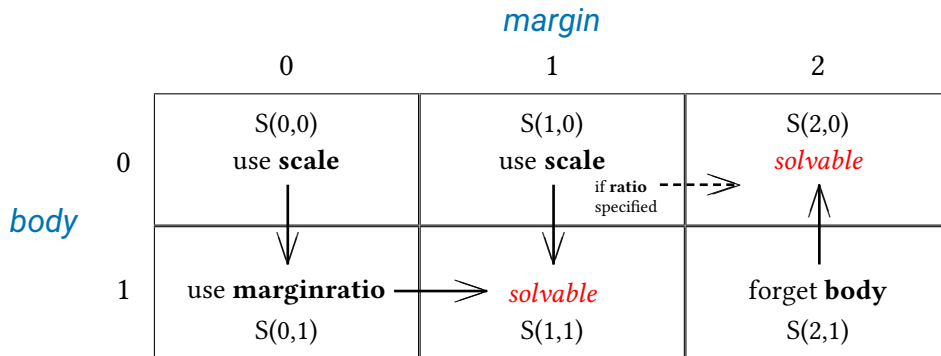 margin
0 1 2
S(0,0) S(1,0) S(2,0)
0 use scale use scale solvable
if ratio
specified
body
1 use marginratio solvable forget body
S(0,1) S(1,1) S(2,1)